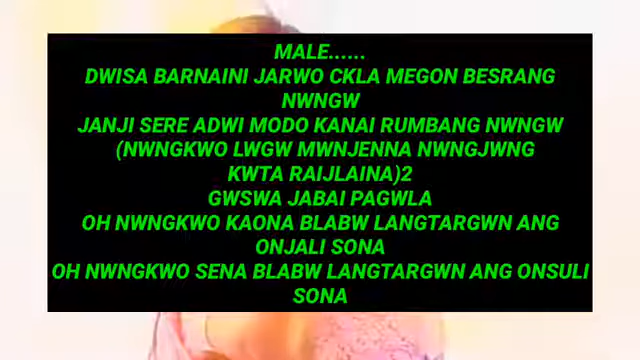 MALE......
DWISA BARNAINI JARWO CKLA MEGON BESRANG
NWNGW
JANJI SERE ADWI MODO KANAI RUMBANG NWNGW
(NWNGKWO LWGW MWNJENNA NWNGJWNG
KWTA RAIJLAINA)2
GWSWA JABAI PAGWLA
OH NWNGKWO KAONA BLABW LANGTARGWN ANG
ONJALI SONA
OH NWNGKWO SENA BLABW LANGTARGWN ANG ONSULI
SONA